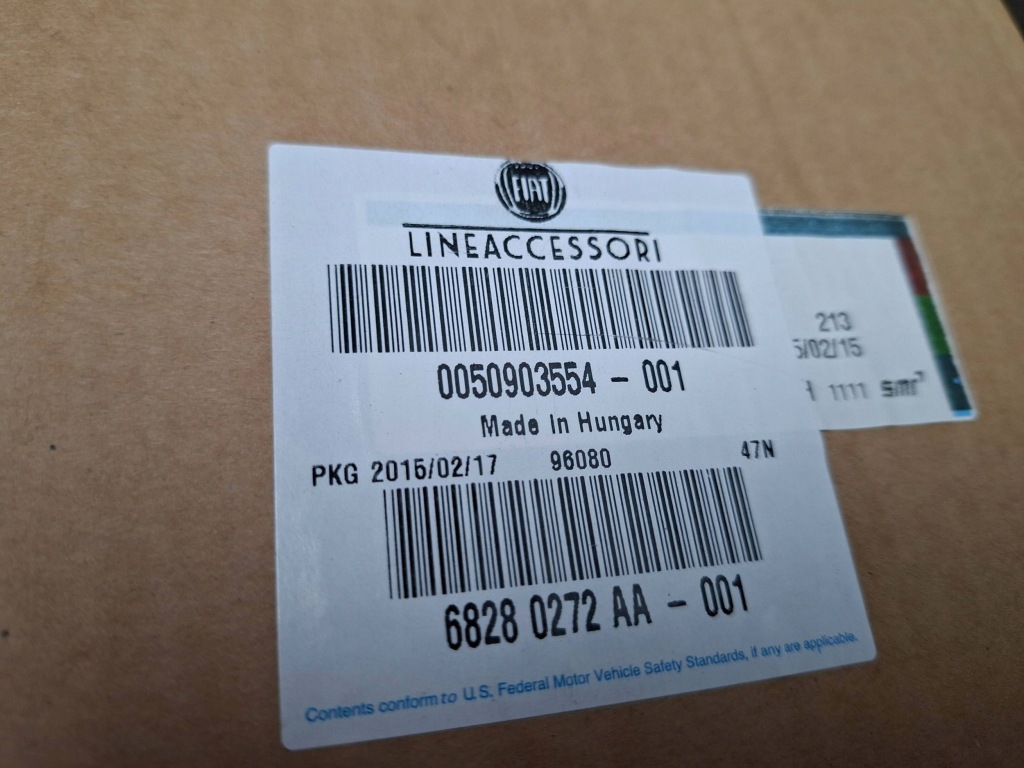 FIAT
LINEACCESSORI
0050903554 - 001
Made In Hungary
PKG 2015/02/17 96080 47N
6828 0272 AA - 001
Contents conform to U.S. Federal Motor Vehicle Safety Standards, if any are applicable.
213
5/02/15
1111 smr